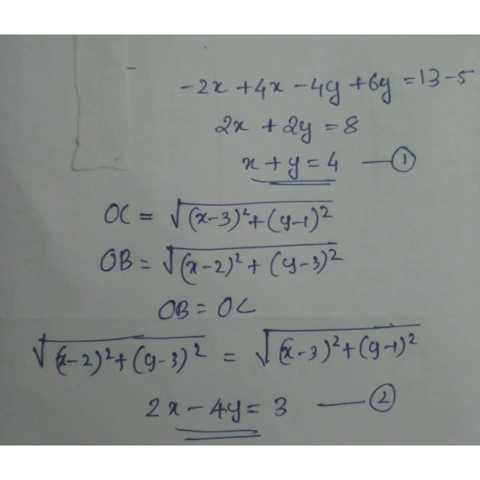 -2x + 4x - 4y + 6y = 13 - 5
2x + 2y = 8
x + y = 4 — ①
OC = √(x-3)²+(y-1)²
OB = √(x-2)²+(y-3)²
OB = OC
√(x-2)²+(y-3)² = √(x-3)²+(y-1)²
2x - 4y = 3 — ②